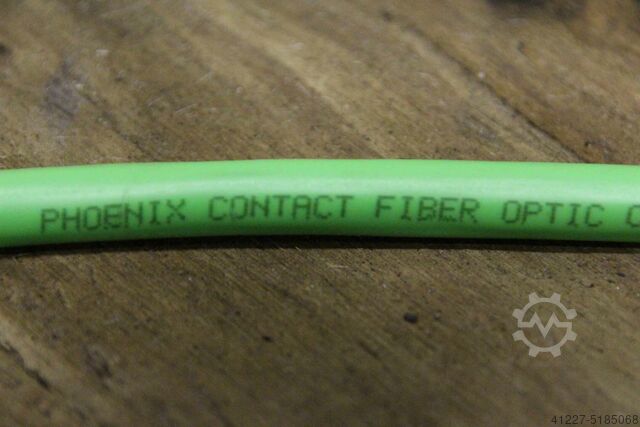 PHOENIX CONTACT FIBER OPTIC C
41227-5185068